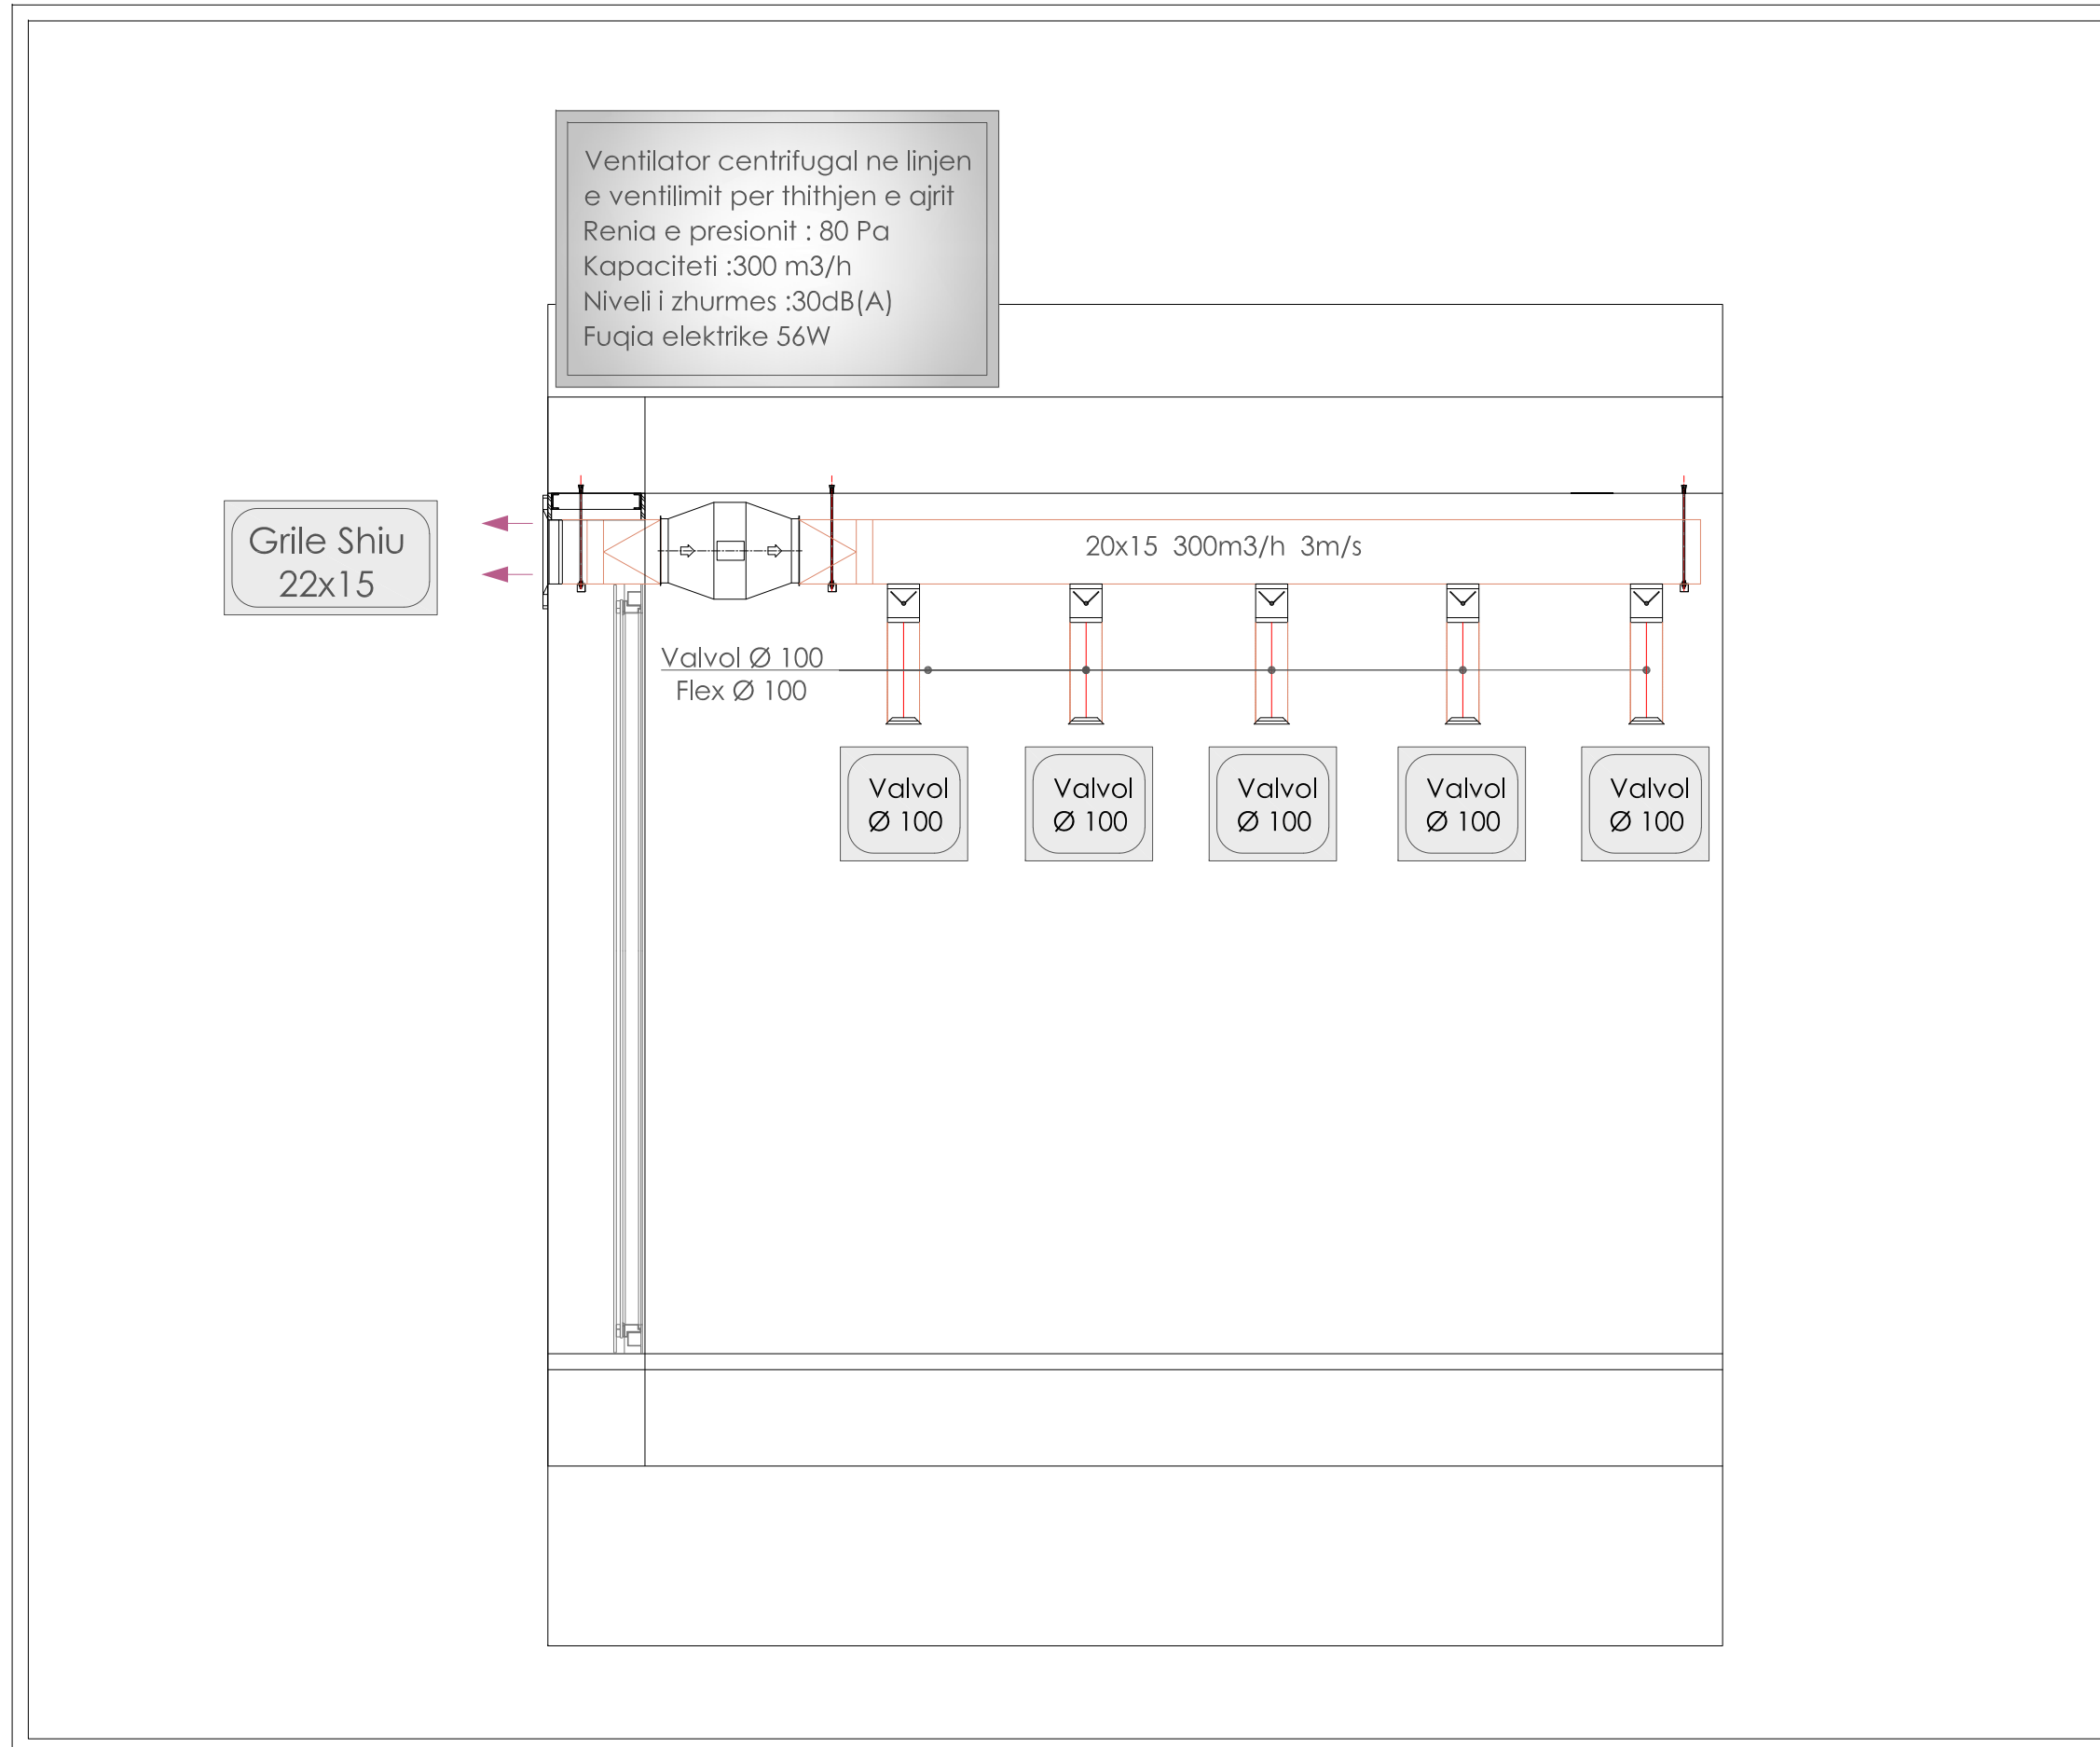 Ventilator centrifugal ne linjen
e ventilimit per thithjen e ajrit
Renia e presionit : 80 Pa
Kapaciteti :300 m3/h
Niveli i zhurmes :30dB(A)
Fuqia elektrike 56W
Grile Shiu
22x15
20x15 300m3/h 3m/s
Valvol Ø 100
Flex Ø 100
Valvol
Ø 100
Valvol
Ø 100
Valvol
Ø 100
Valvol
Ø 100
Valvol
Ø 100